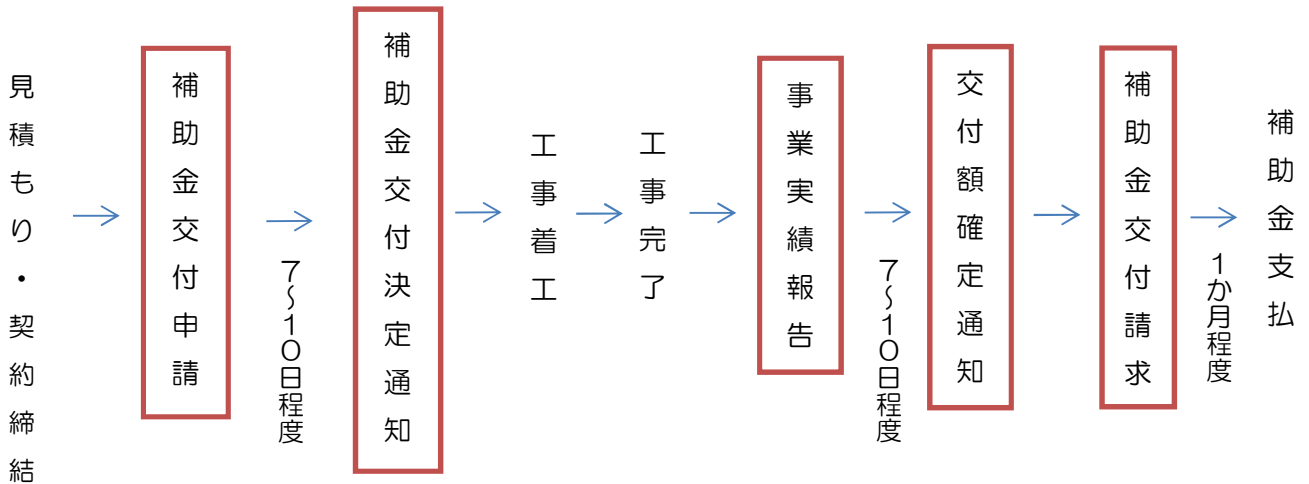 見積もり・契約締結
補助金交付申請
7～10日程度
補助金交付決定通知
工事着工
工事完了
事業実績報告
7～10日程度
交付額確定通知
補助金交付請求
1か月程度
補助金支払